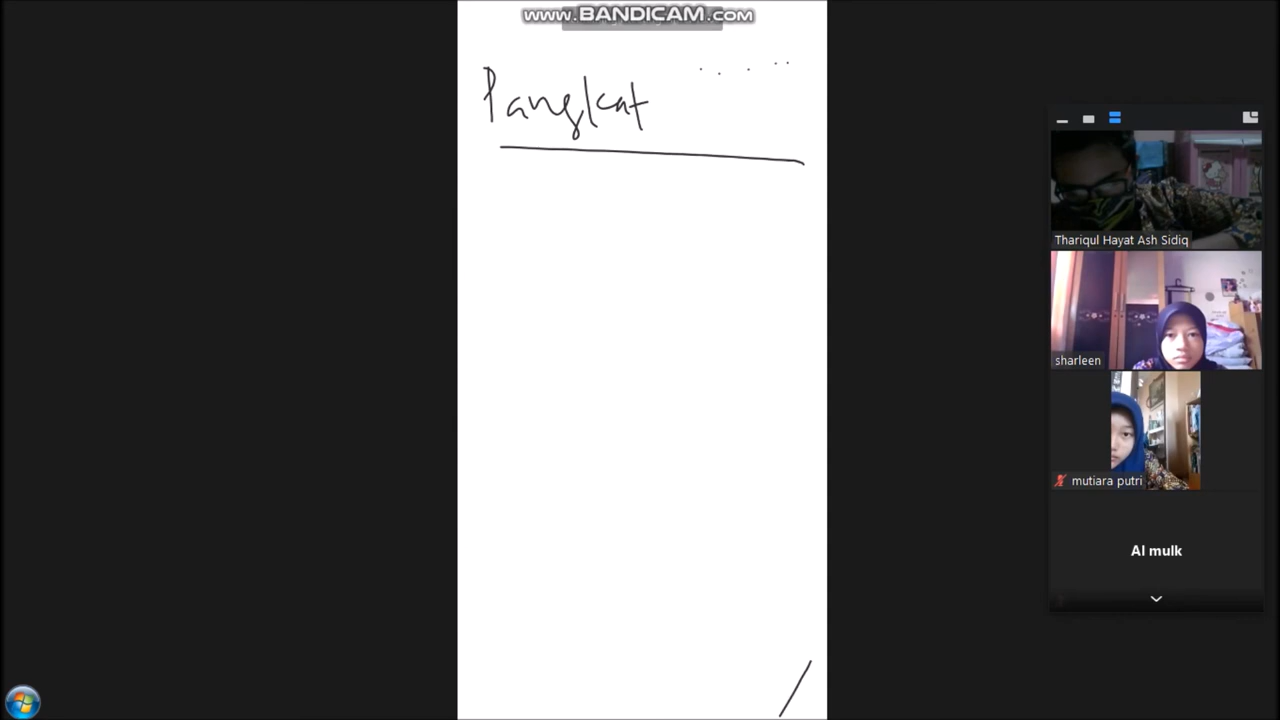 www.BANDICAM.com
Pangkat .....
Thariqul Hayat Ash Sidiq
sharleen
mutiara putri
Al mulk